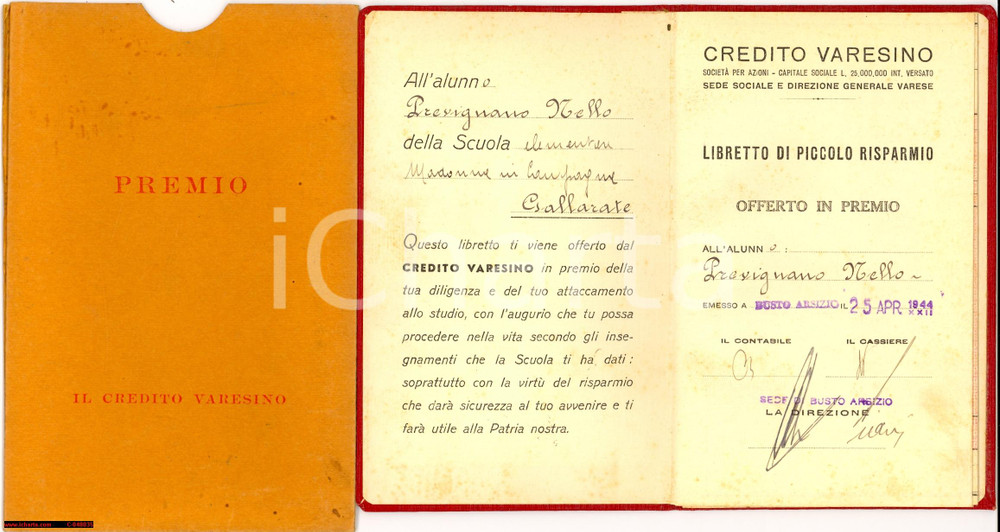 PREMIO
IL CREDITO VARESINO
www.icharta.com C-048835
iCharta
All'alunno
Prevignano Nello
della Scuola elementare
Madonna in Campagna
Gallarate
Questo libretto ti viene offerto dal
CREDITO VARESINO in premio della
tua diligenza e del tuo attaccamento
allo studio, con l'augurio che tu possa
procedere nella vita secondo gli inse-
gnamenti che la Scuola ti ha dati:
soprattutto con la virtù del risparmio
che darà sicurezza al tuo avvenire e ti
farà utile alla Patria nostra.
CREDITO VARESINO
SOCIETÀ PER AZIONI - CAPITALE SOCIALE L. 25,000,000 INT. VERSATO
SEDE SOCIALE E DIREZIONE GENERALE VARESE
LIBRETTO DI PICCOLO RISPARMIO
OFFERTO IN PREMIO
ALL'ALUNNO:
Prevignano Nello
EMESSO A BUSTO ARSIZIO IL 25 APR 1944 XXII
IL CONTABILE IL CASSIERE
SEDE DI BUSTO ARSIZIO
LA DIREZIONE